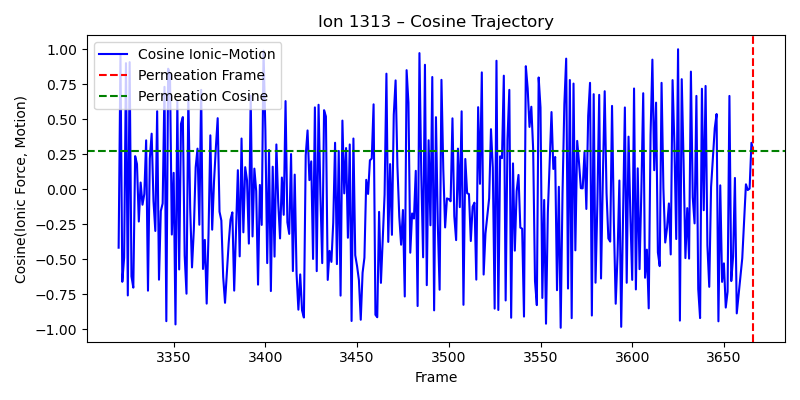 Ion 1313 – Cosine Trajectory
Cosine(Ionic Force, Motion)
1.00
0.75
0.50
0.25
0.00
−0.25
−0.50
−0.75
−1.00
Cosine Ionic–Motion
Permeation Frame
Permeation Cosine
3350
3400
3450
3500
3550
3600
3650
Frame